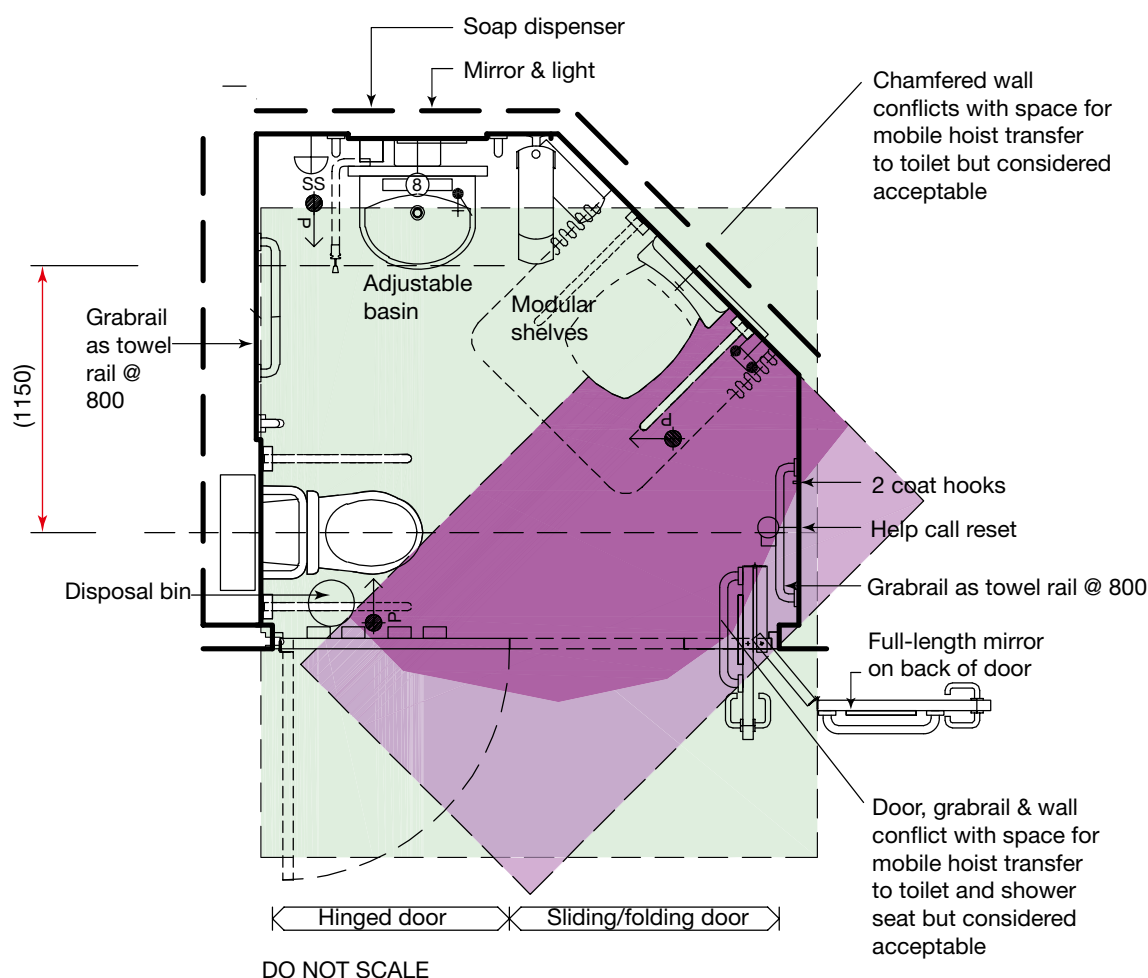 Soap dispenser
Mirror & light
Chamfered wall
conflicts with space for
mobile hoist transfer
to toilet but considered
acceptable
SS
8
P
Adjustable
basin
Modular
shelves
Grabrail
as towel
rail @
800
(1150)
P
2 coat hooks
Help call reset
Disposal bin
Grabrail as towel rail @ 800
P
Full-length mirror
on back of door
Door, grabrail & wall
conflict with space for
mobile hoist transfer
to toilet and shower
seat but considered
acceptable
Hinged door
Sliding/folding door
DO NOT SCALE